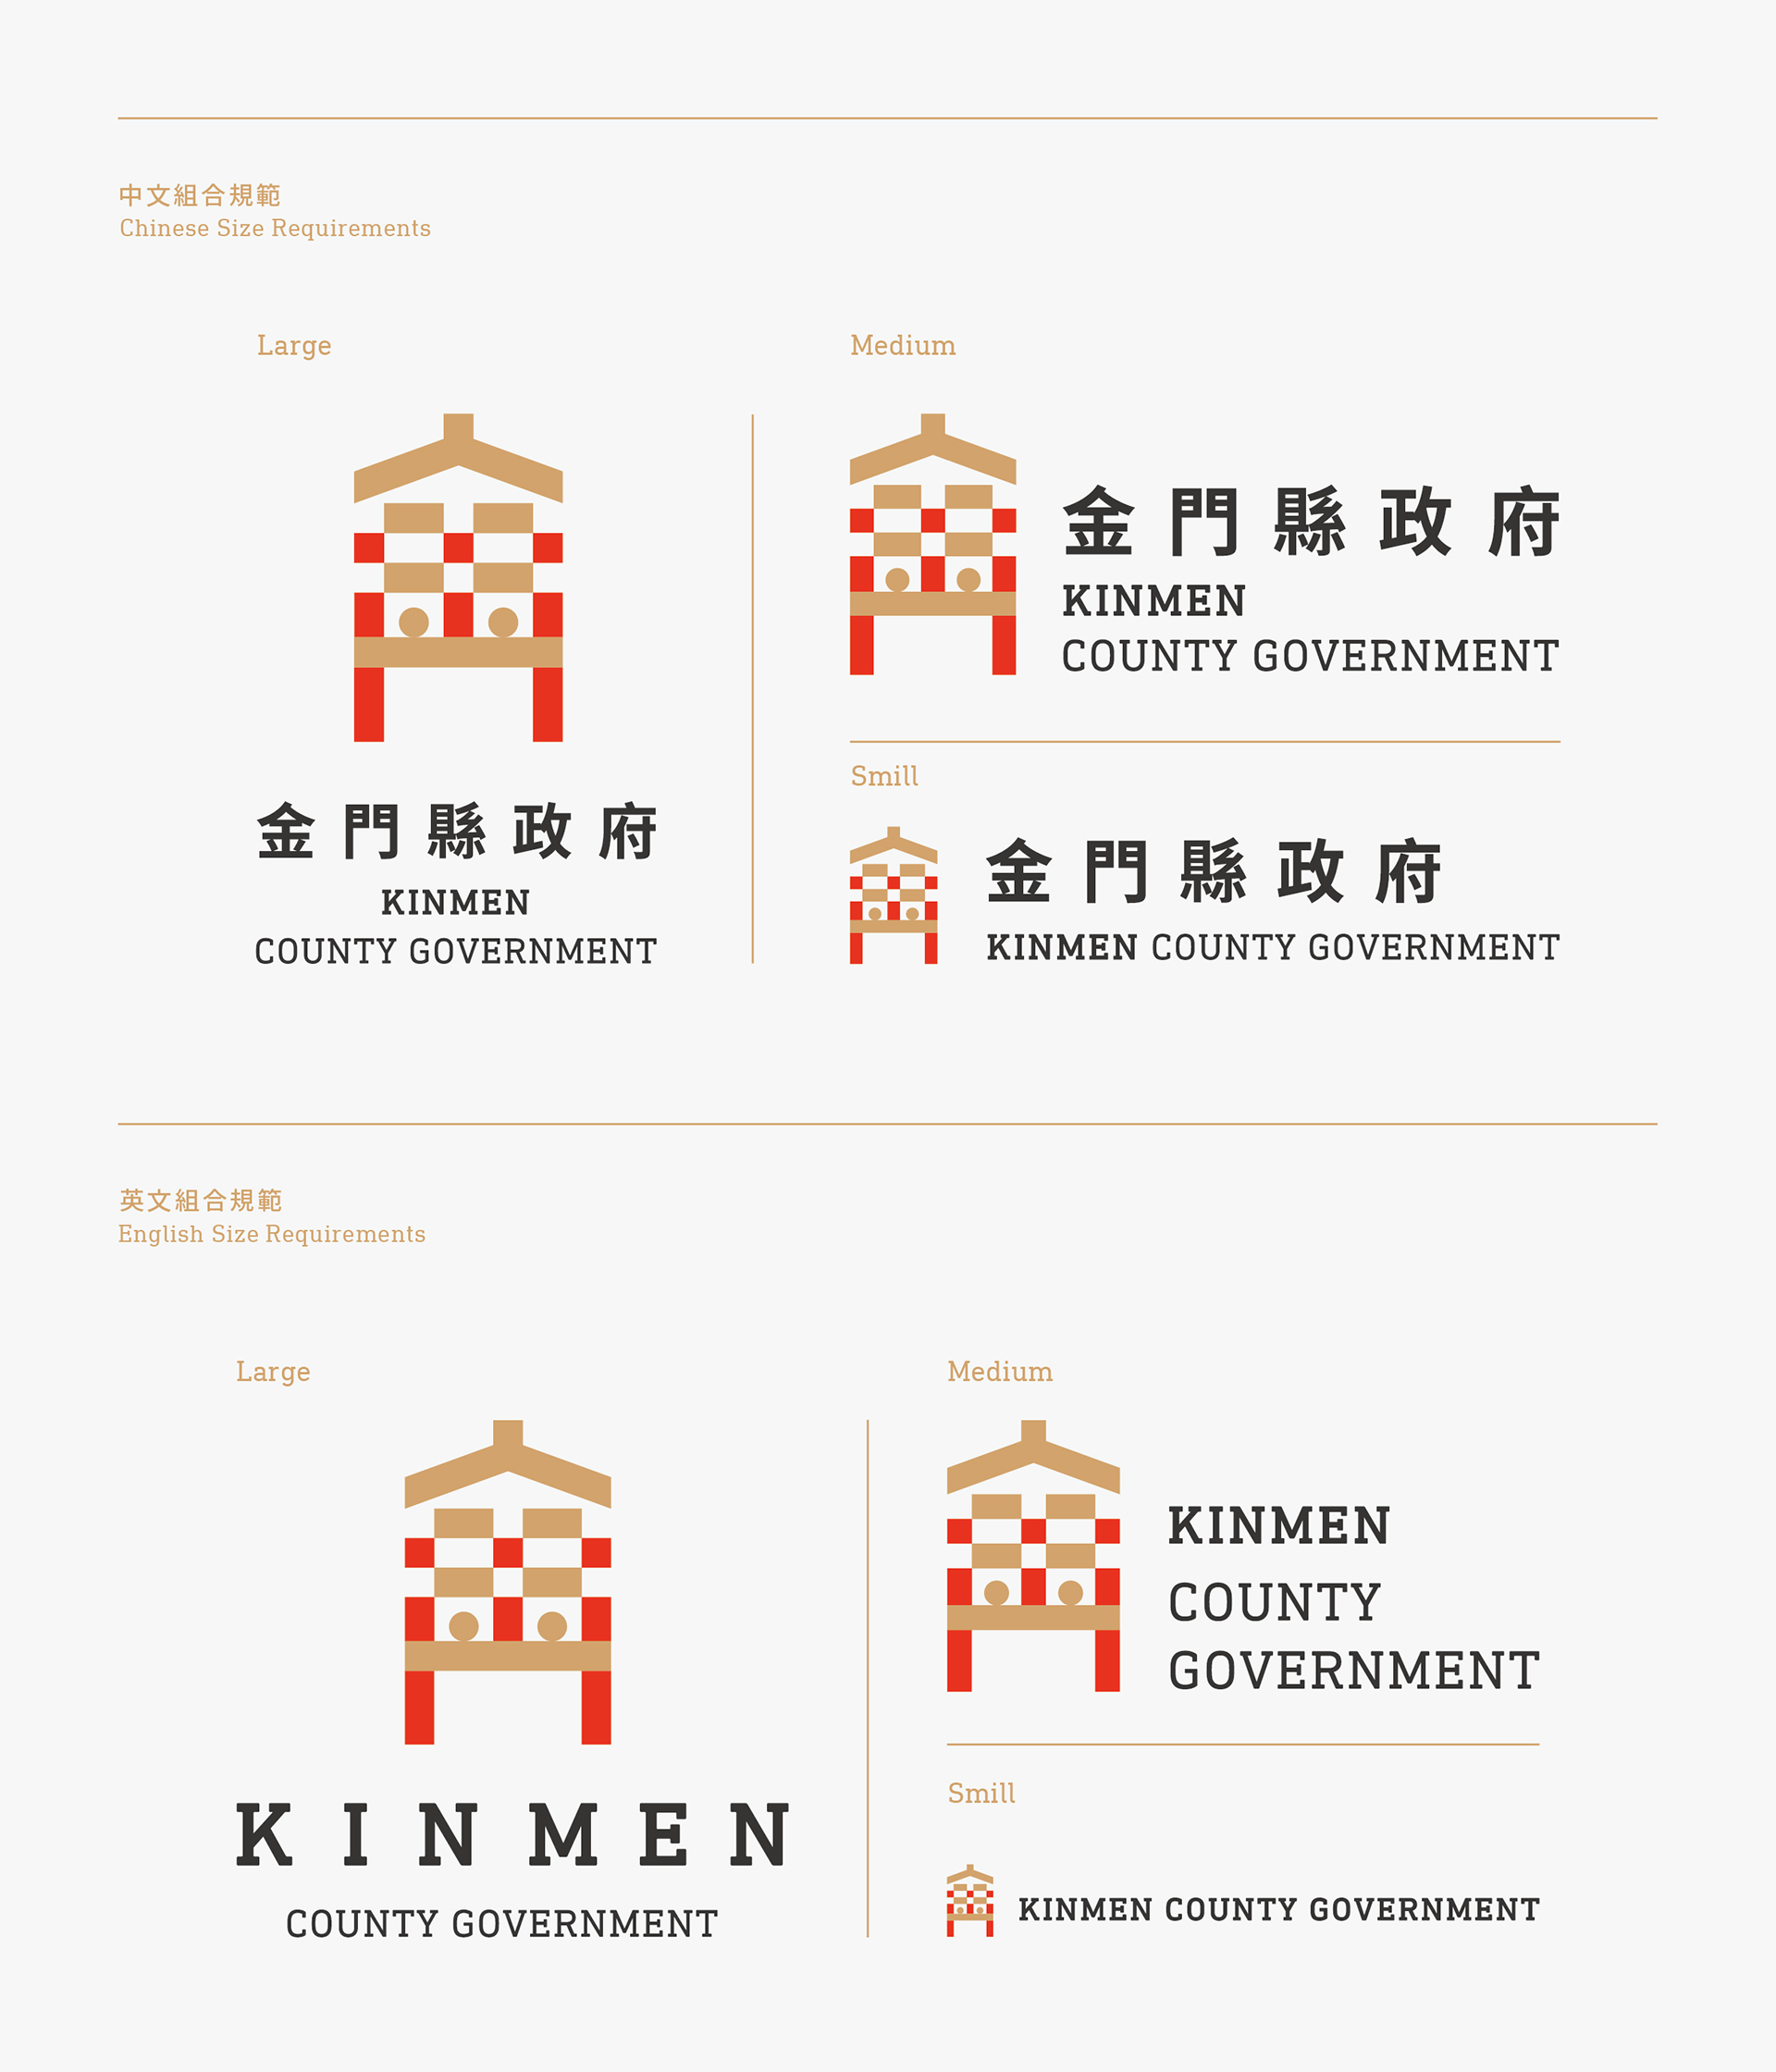 中文組合規範
Chinese Size Requirements
Large
金門縣政府
KINMEN
COUNTY GOVERNMENT
Medium
金門縣政府
KINMEN
COUNTY GOVERNMENT
Smill
金門縣政府
KINMEN COUNTY GOVERNMENT
英文組合規範
English Size Requirements
Large
KINMEN
COUNTY GOVERNMENT
Medium
KINMEN
COUNTY
GOVERNMENT
Smill
KINMEN COUNTY GOVERNMENT